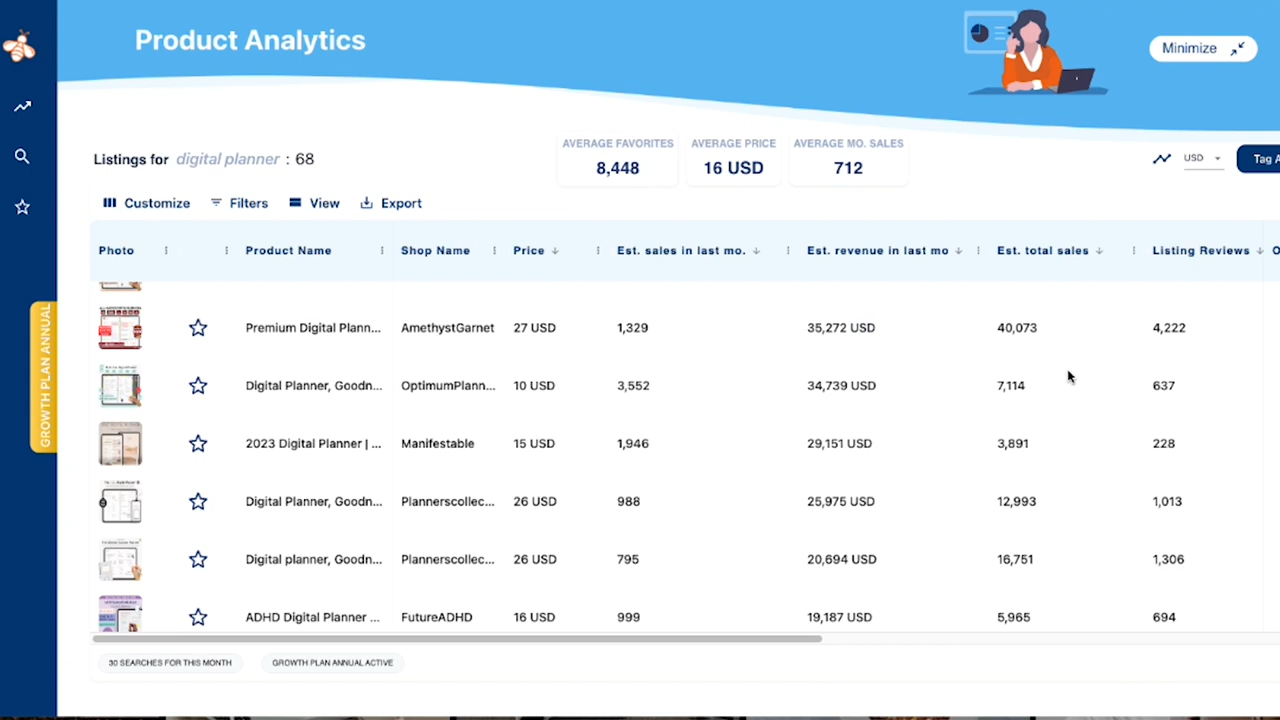 Product Analytics
Minimize
Listings for digital planner : 68
AVERAGE FAVORITES
8,448
AVERAGE PRICE
16 USD
AVERAGE MO. SALES
712
USD
Tag A
Customize
Filters
View
Export
Photo Product Name Shop Name Price Est. sales in last mo. Est. revenue in last mo Est. total sales Listing Reviews
Premium Digital Plann... AmethystGarnet 27 USD 1,329 35,272 USD 40,073 4,222
Digital Planner, Goodn... OptimumPlann... 10 USD 3,552 34,739 USD 7,114 637
2023 Digital Planner | ... Manifestable 15 USD 1,946 29,151 USD 3,891 228
Digital Planner, Goodn... Plannerscollec... 26 USD 988 25,975 USD 12,993 1,013
Digital planner, Goodn... Plannerscollec... 26 USD 795 20,694 USD 16,751 1,306
ADHD Digital Planner ... FutureADHD 16 USD 999 19,187 USD 5,965 694
30 SEARCHES FOR THIS MONTH
GROWTH PLAN ANNUAL ACTIVE
GROWTH PLAN ANNUAL